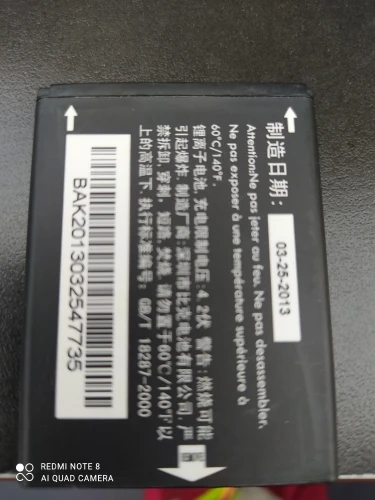 制造日期: 03-25-2013
Attention:Ne pas jeter au feu. Ne pas desassembler.
Ne pas exposer à une température supérieure à
60°C/140°F.
锂离子电池. 充电限制电压: 4.2伏 警告: 燃烧可能
引起爆炸. 制造厂商: 深圳市比克电池有限公司. 严
禁拆卸, 穿刺, 短路, 火烧, 请勿置于60℃/140℉以
上的高温下. 执行标准编号: GB/T 18287-2000
BAK2013032547735
REDMI NOTE 8
AI QUAD CAMERA